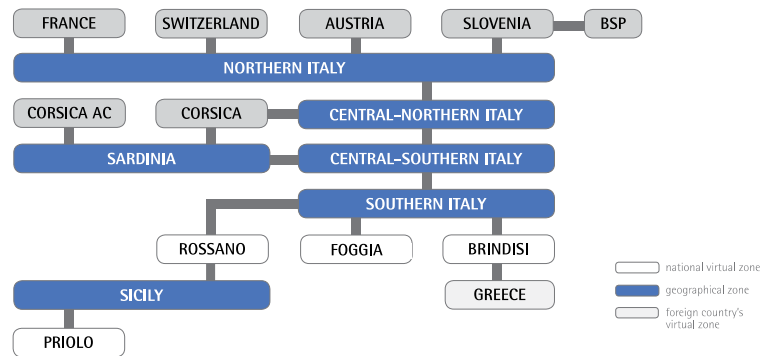 FRANCE
SWITZERLAND
AUSTRIA
SLOVENIA
BSP
NORTHERN ITALY
CORSICA AC
CORSICA
CENTRAL–NORTHERN ITALY
SARDINIA
CENTRAL–SOUTHERN ITALY
SOUTHERN ITALY
ROSSANO
FOGGIA
BRINDISI
national virtual zone
SICILY
GREECE
geographical zone
foreign country's
virtual zone
PRIOLO